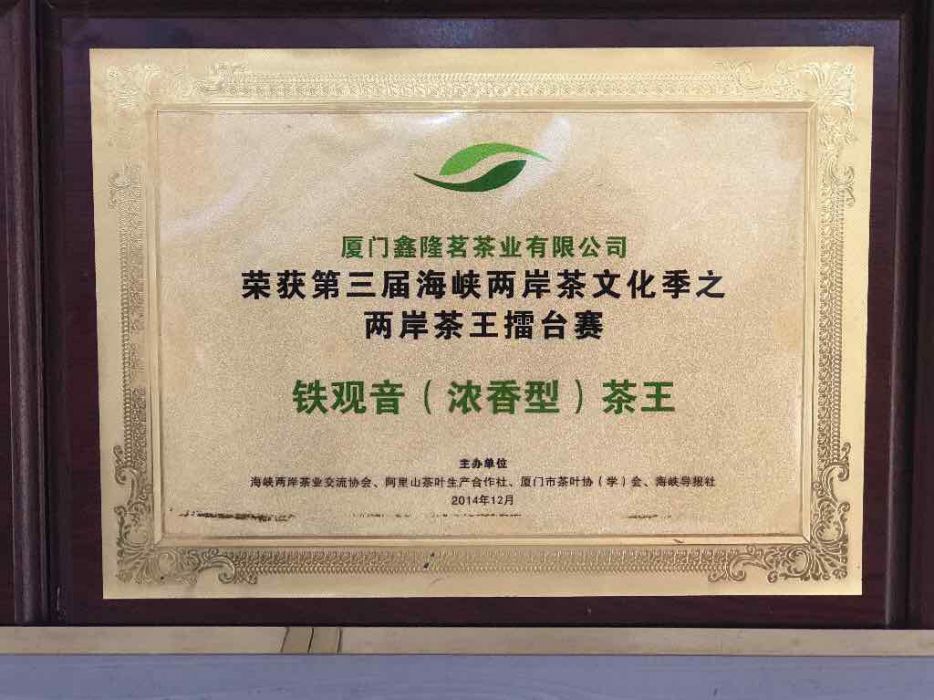 厦门鑫隆茗茶业有限公司
荣获第三届海峡两岸茶文化季之
两岸茶王擂台赛
铁观音（浓香型）茶王
主办单位
海峡两岸茶业交流协会、阿里山茶叶生产合作社、厦门市茶叶协（学）会、海峡导报社
2014年12月